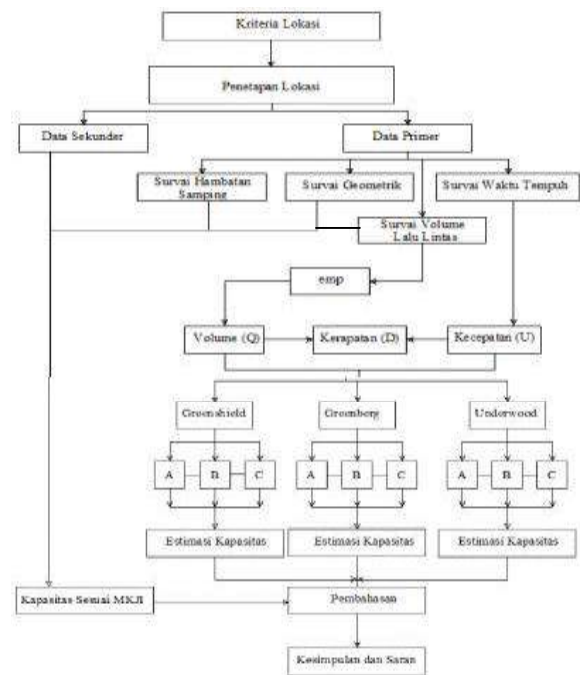 Kriteria Lokasi
Penetapan Lokasi
Data Sekunder
Data Primer
Survai Hambatan
Samping
Survai Geometrik
Survai Waktu Tempuh
Survai Volume
Lalu Lintas
emp
Volume (Q)
Kerapatan (D)
Kecepatan (U)
Greenshield
Greenberg
Underwood
A
B
C
A
B
C
A
B
C
Estimasi Kapasitas
Estimasi Kapasitas
Estimasi Kapasitas
Kapasitas Sesuai MKJI
Pembahasan
Kesimpulan dan Saran